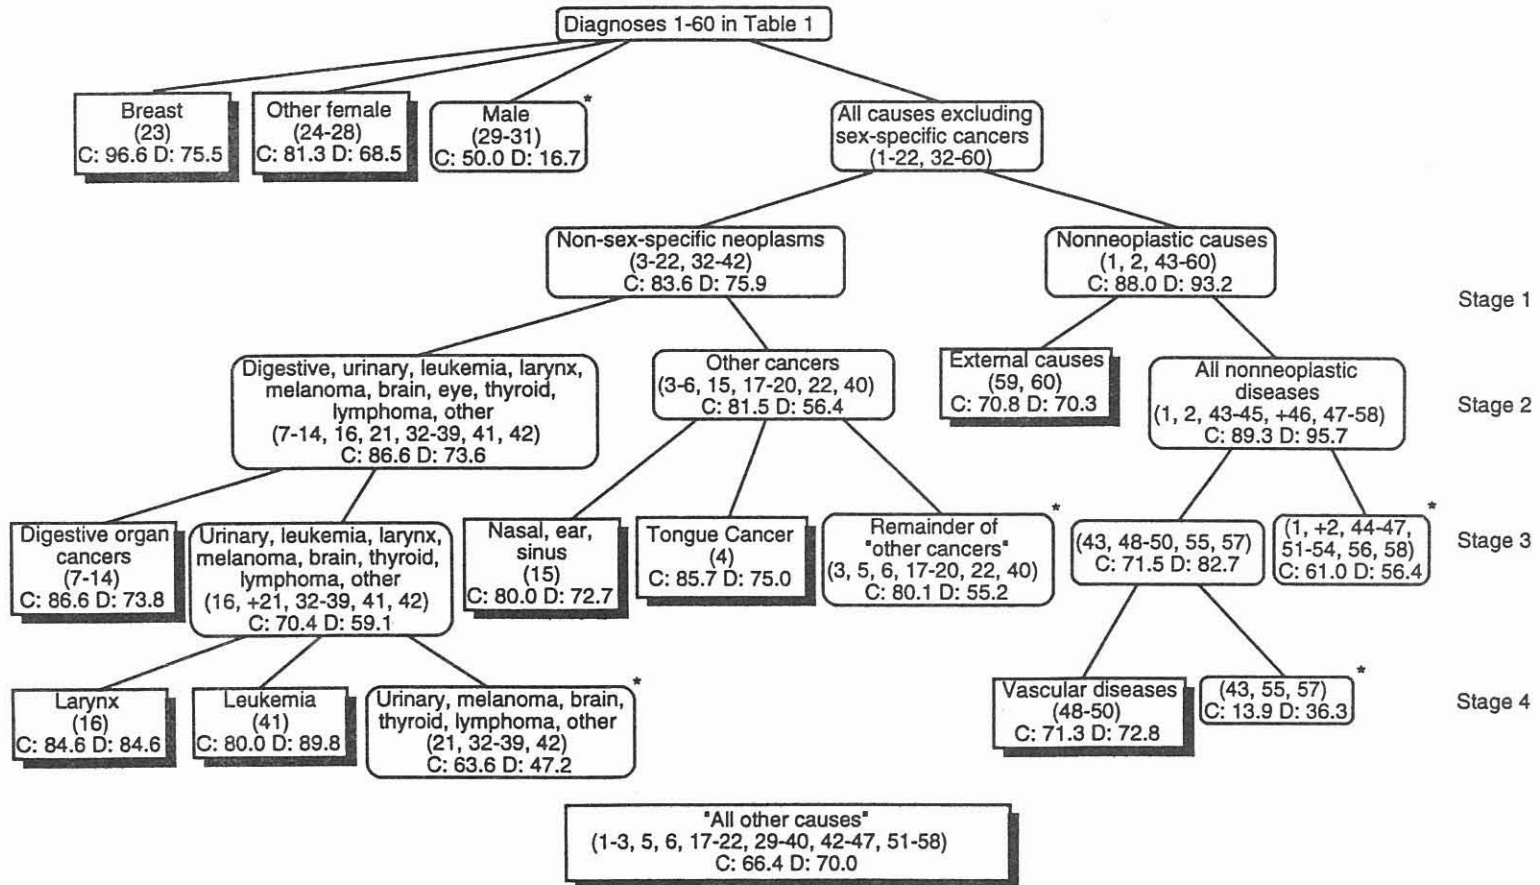 Diagnoses 1-60 in Table 1
Breast
(23)
C: 96.6 D: 75.5
Other female
(24-28)
C: 81.3 D: 68.5
*
Male
(29-31)
C: 50.0 D: 16.7
All causes excluding
sex-specific cancers
(1-22, 32-60)
Non-sex-specific neoplasms
(3-22, 32-42)
C: 83.6 D: 75.9
Nonneoplastic causes
(1, 2, 43-60)
C: 88.0 D: 93.2
Stage 1
Digestive, urinary, leukemia, larynx,
melanoma, brain, eye, thyroid,
lymphoma, other
(7-14, 16, 21, 32-39, 41, 42)
C: 86.6 D: 73.6
Other cancers
(3-6, 15, 17-20, 22, 40)
C: 81.5 D: 56.4
External causes
(59, 60)
C: 70.8 D: 70.3
All nonneoplastic
diseases
(1, 2, 43-45, +46, 47-58)
C: 89.3 D: 95.7
Stage 2
Digestive organ
cancers
(7-14)
C: 86.6 D: 73.8
Urinary, leukemia, larynx,
melanoma, brain, thyroid,
lymphoma, other
(16, +21, 32-39, 41, 42)
C: 70.4 D: 59.1
Nasal, ear,
sinus
(15)
C: 80.0 D: 72.7
Tongue Cancer
(4)
C: 85.7 D: 75.0
*
Remainder of
"other cancers"
(3, 5, 6, 17-20, 22, 40)
C: 80.1 D: 55.2
(43, 48-50, 55, 57)
C: 71.5 D: 82.7
*
(1, +2, 44-47,
51-54, 56, 58)
C: 61.0 D: 56.4
Stage 3
Larynx
(16)
C: 84.6 D: 84.6
Leukemia
(41)
C: 80.0 D: 89.8
*
Urinary, melanoma, brain,
thyroid, lymphoma, other
(21, 32-39, 42)
C: 63.6 D: 47.2
Vascular diseases
(48-50)
C: 71.3 D: 72.8
*
(43, 55, 57)
C: 13.9 D: 36.3
Stage 4
"All other causes"
(1-3, 5, 6, 17-22, 29-40, 42-47, 51-58)
C: 66.4 D: 70.0